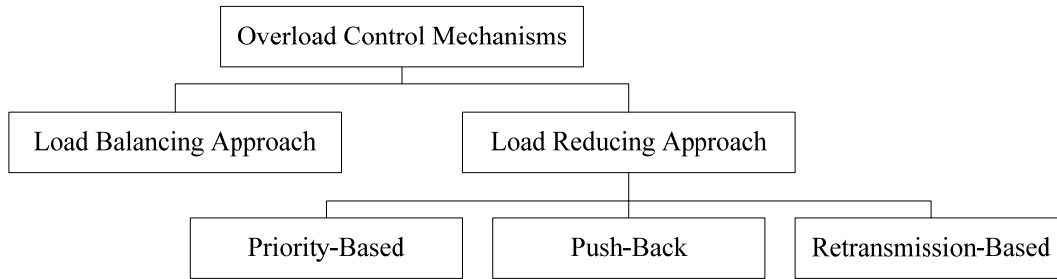 Overload Control Mechanisms
Load Balancing Approach
Load Reducing Approach
Priority-Based
Push-Back
Retransmission-Based